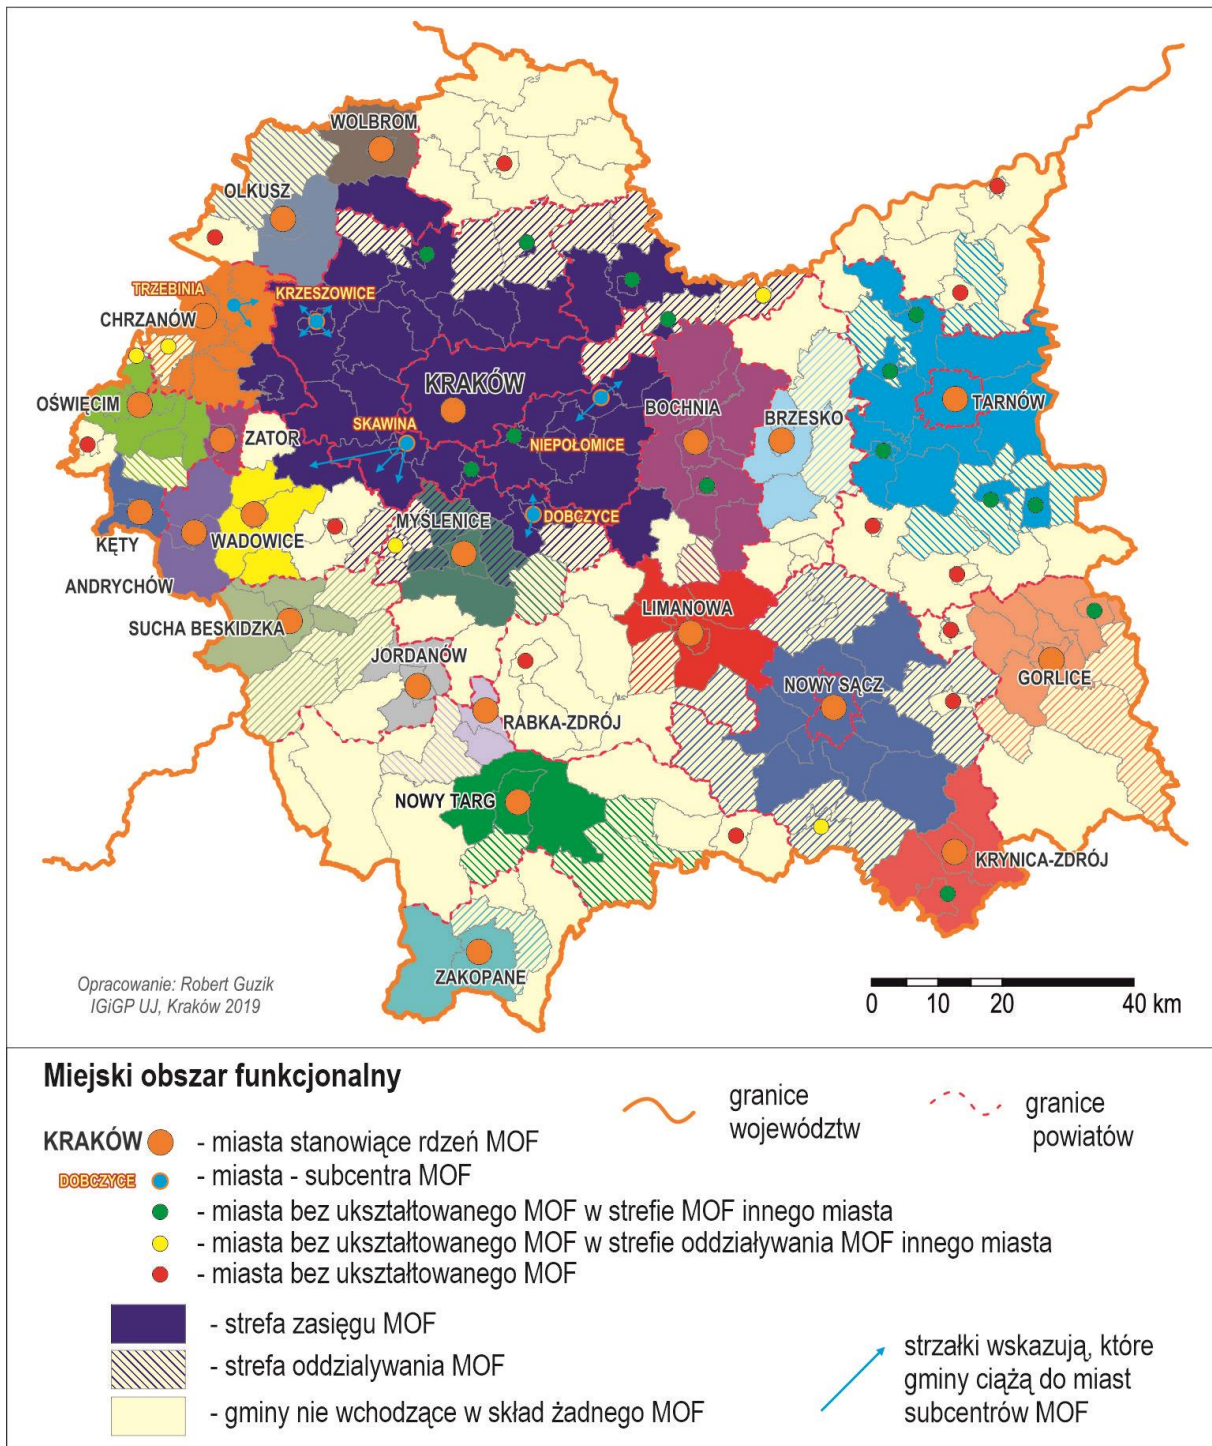 WOLBROM
OLKUSZ
TRZEBINIA
KRZESZOWICE
CHRZANÓW
KRAKÓW
OŚWIĘCIM
BOCHNIA
BRZESKO
TARNÓW
ZATOR
SKAWINA
NIEPOŁOMICE
DOBCZYCE
MYŚLENICE
WADOWICE
KĘTY
ANDRYCHÓW
SUCHA BESKIDZKA
LIMANOWA
JORDANÓW
GORLICE
NOWY SĄCZ
RABKA-ZDRÓJ
NOWY TARG
KRYNICA-ZDRÓJ
ZAKOPANE
Opracowanie: Robert Guzik
IGiGP UJ, Kraków 2019
0 10 20 40 km
Miejski obszar funkcjonalny
KRAKÓW - miasta stanowiące rdzeń MOF
DOBCZYCE - miasta - subcentra MOF
- miasta bez ukształtowanego MOF w strefie MOF innego miasta
- miasta bez ukształtowanego MOF w strefie oddziaływania MOF innego miasta
- miasta bez ukształtowanego MOF
- strefa zasięgu MOF
- strefa oddzialywania MOF
- gminy nie wchodzące w skład żadnego MOF
granice
województw
granice
powiatów
strzałki wskazują, które
gminy ciążą do miast
subcentrów MOF